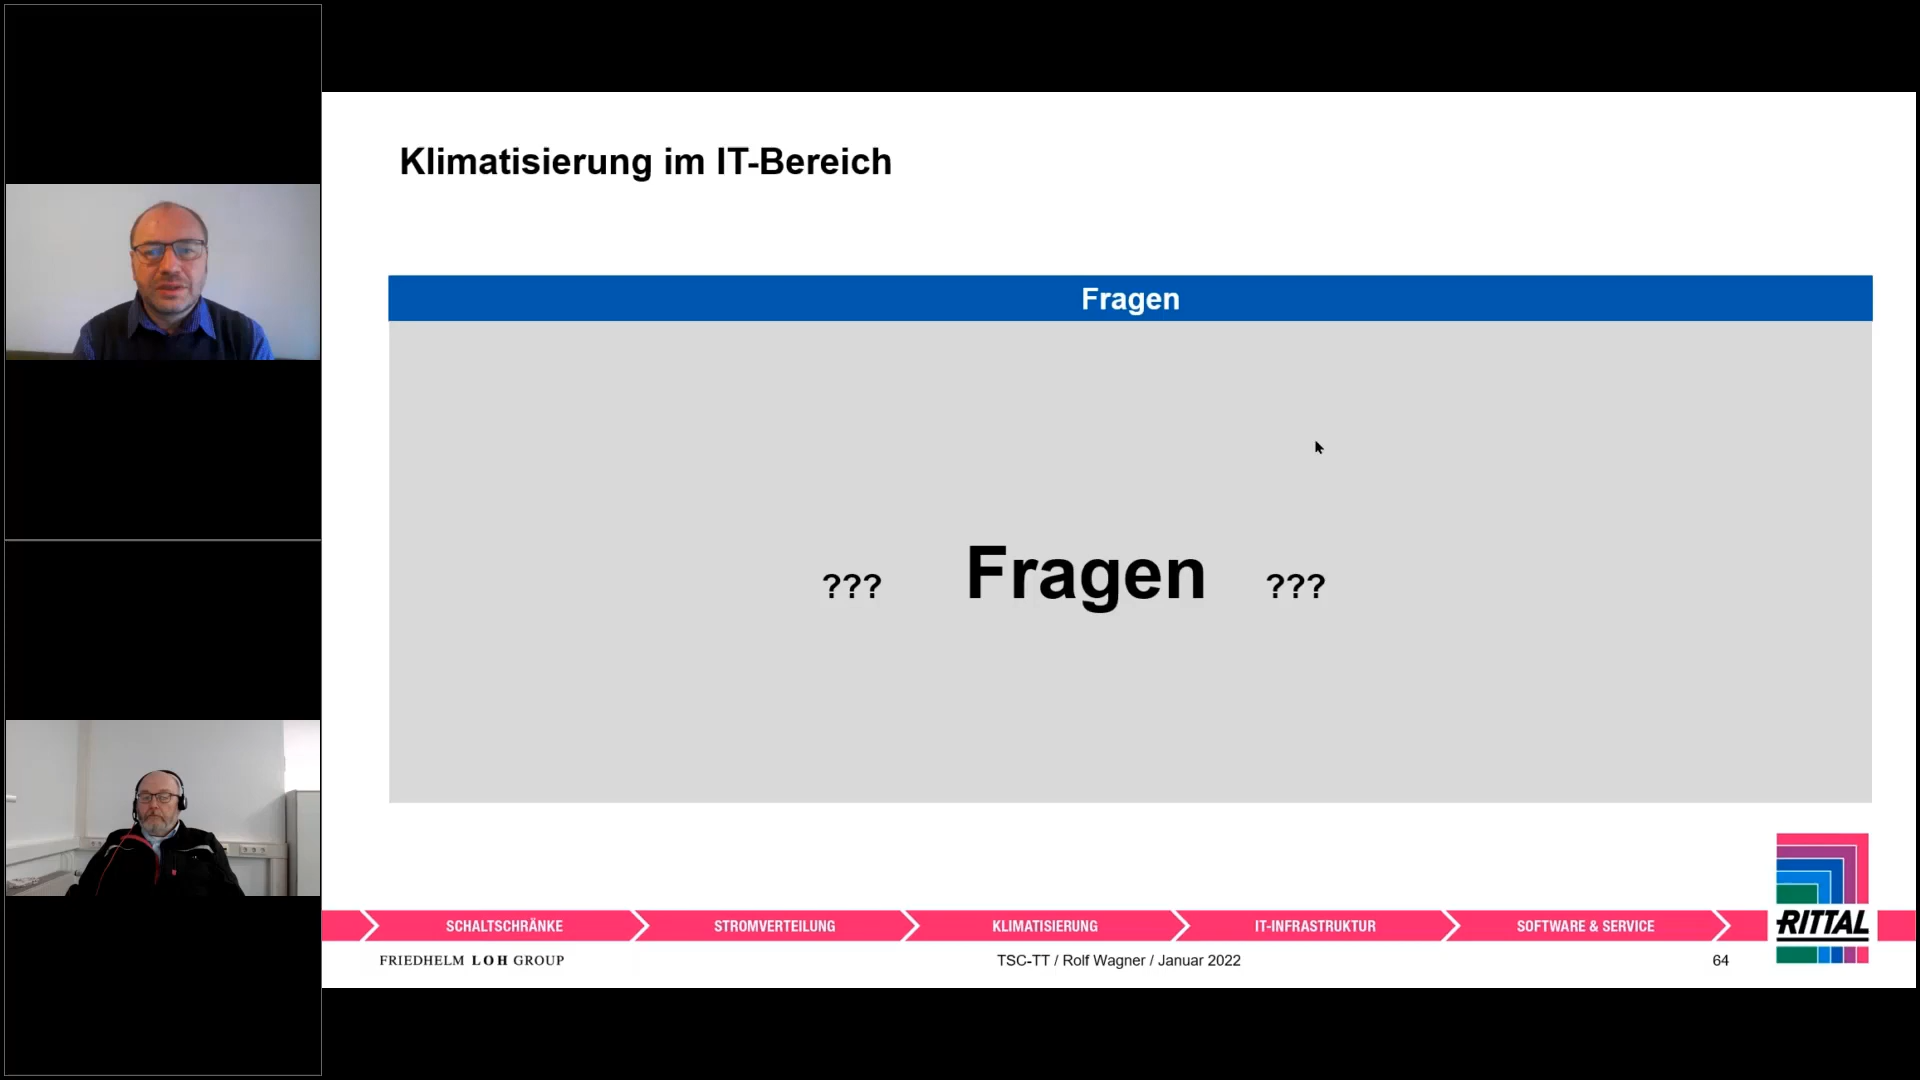 Klimatisierung im IT-Bereich
Fragen
??? Fragen ???
SCHALTSCHRÄNKE STROMVERTEILUNG KLIMATISIERUNG IT-INFRASTRUKTUR SOFTWARE & SERVICE RITTAL
FRIEDHELM LOH GROUP TSC-TT / Rolf Wagner / Januar 2022 64